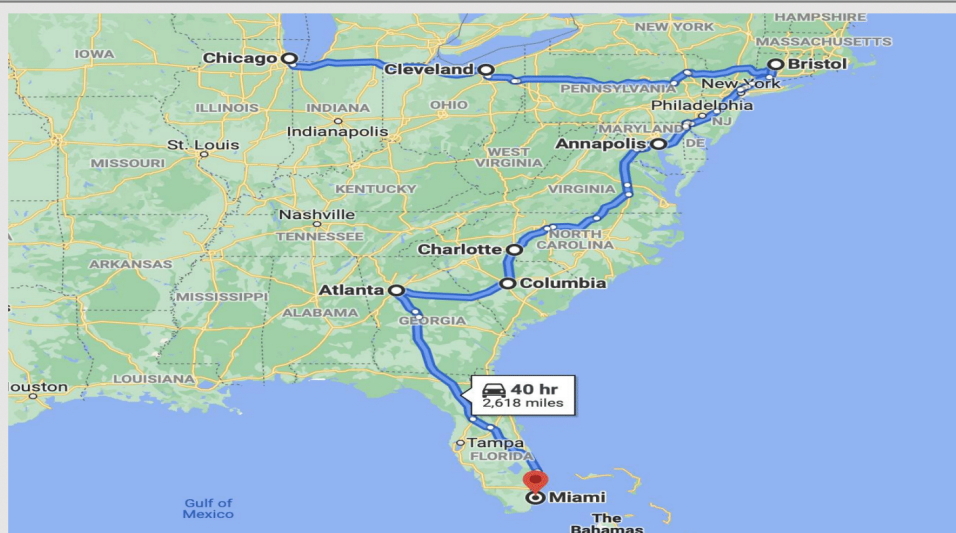 HAMPSHIRE
NEW YORK
MASSACHUSETTS
IOWA
Chicago
Cleveland
Bristol
New York
PENNSYLVANIA
ILLINOIS
INDIANA
OHIO
Philadelphia
NJ
Indianapolis
MARYLAND
St. Louis
Annapolis
DE
MISSOURI
WEST
VIRGINIA
KENTUCKY
VIRGINIA
Nashville
TENNESSEE
NORTH
CAROLINA
Charlotte
ARKANSAS
Columbia
Atlanta
MISSISSIPPI
ALABAMA
GEORGIA
LOUISIANA
ouston
40 hr
2,618 miles
Tampa
FLORIDA
Miami
Gulf of
Mexico
The
Bahamas